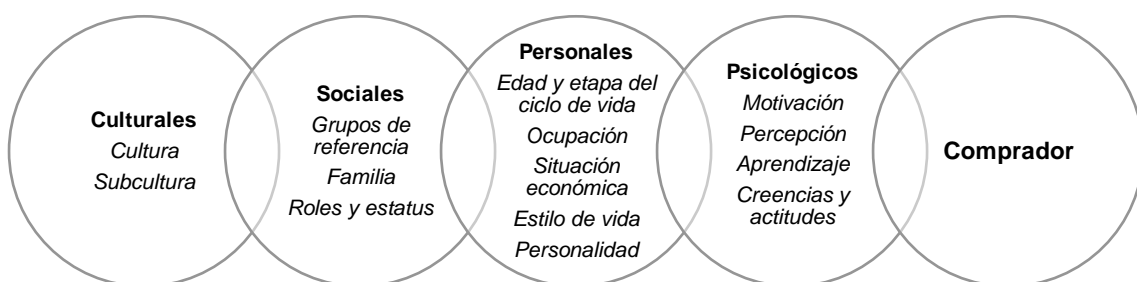 Culturales
Cultura
Subcultura
Sociales
Grupos de
referencia
Familia
Roles y estatus
Personales
Edad y etapa del
ciclo de vida
Ocupación
Situación
económica
Estilo de vida
Personalidad
Psicológicos
Motivación
Percepción
Aprendizaje
Creencias y
actitudes
Comprador